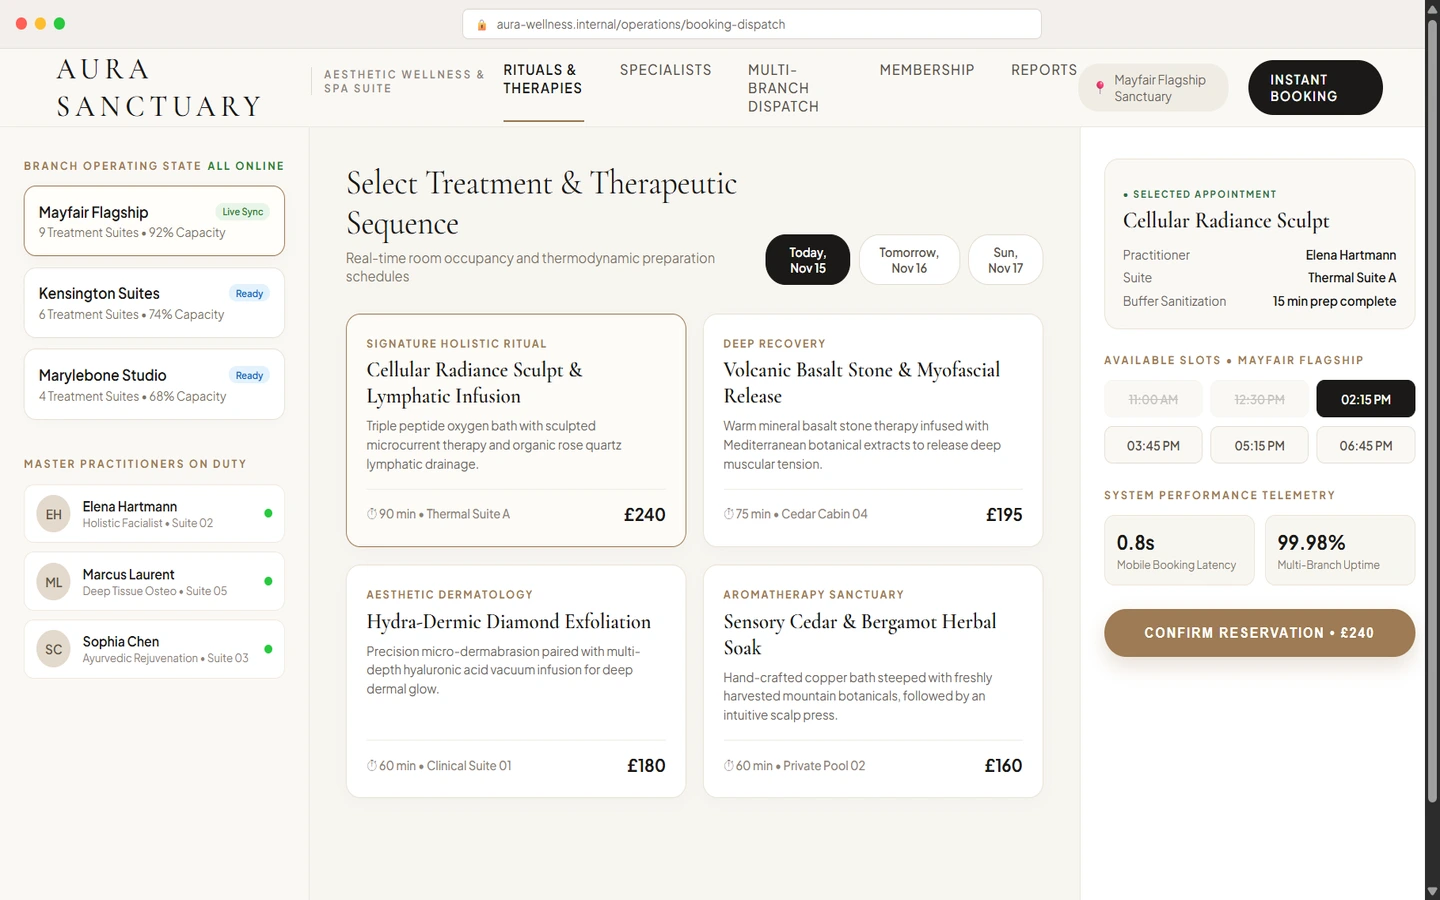 aura-wellness.internal/operations/booking-dispatch
AURA
SANCTUARY
AESTHETIC WELLNESS &
SPA SUITE
RITUALS &
THERAPIES
SPECIALISTS
MULTI-
BRANCH
DISPATCH
MEMBERSHIP
REPORTS
Mayfair Flagship
Sanctuary
INSTANT
BOOKING
BRANCH OPERATING STATE ALL ONLINE
Mayfair Flagship Live Sync
9 Treatment Suites • 92% Capacity
Kensington Suites Ready
6 Treatment Suites • 74% Capacity
Marylebone Studio Ready
4 Treatment Suites • 68% Capacity
MASTER PRACTITIONERS ON DUTY
EH
Elena Hartmann
Holistic Facialist • Suite 02
ML
Marcus Laurent
Deep Tissue Osteo • Suite 05
SC
Sophia Chen
Ayurvedic Rejuvenation • Suite 03
Select Treatment & Therapeutic
Sequence
Real-time room occupancy and thermodynamic preparation
schedules
Today,
Nov 15
Tomorrow,
Nov 16
Sun,
Nov 17
SIGNATURE HOLISTIC RITUAL
Cellular Radiance Sculpt &
Lymphatic Infusion
Triple peptide oxygen bath with sculpted
microcurrent therapy and organic rose quartz
lymphatic drainage.
⏱ 90 min • Thermal Suite A £240
DEEP RECOVERY
Volcanic Basalt Stone & Myofascial
Release
Warm mineral basalt stone therapy infused with
Mediterranean botanical extracts to release deep
muscular tension.
⏱ 75 min • Cedar Cabin 04 £195
AESTHETIC DERMATOLOGY
Hydra-Dermic Diamond Exfoliation
Precision micro-dermabrasion paired with multi-
depth hyaluronic acid vacuum infusion for deep
dermal glow.
⏱ 60 min • Clinical Suite 01 £180
AROMATHERAPY SANCTUARY
Sensory Cedar & Bergamot Herbal
Soak
Hand-crafted copper bath steeped with freshly
harvested mountain botanicals, followed by an
intuitive scalp press.
⏱ 60 min • Private Pool 02 £160
• SELECTED APPOINTMENT
Cellular Radiance Sculpt
Practitioner Elena Hartmann
Suite Thermal Suite A
Buffer Sanitization 15 min prep complete
AVAILABLE SLOTS • MAYFAIR FLAGSHIP
11:00 AM 12:30 PM 02:15 PM
03:45 PM 05:15 PM 06:45 PM
SYSTEM PERFORMANCE TELEMETRY
0.8s
Mobile Booking Latency
99.98%
Multi-Branch Uptime
CONFIRM RESERVATION • £240